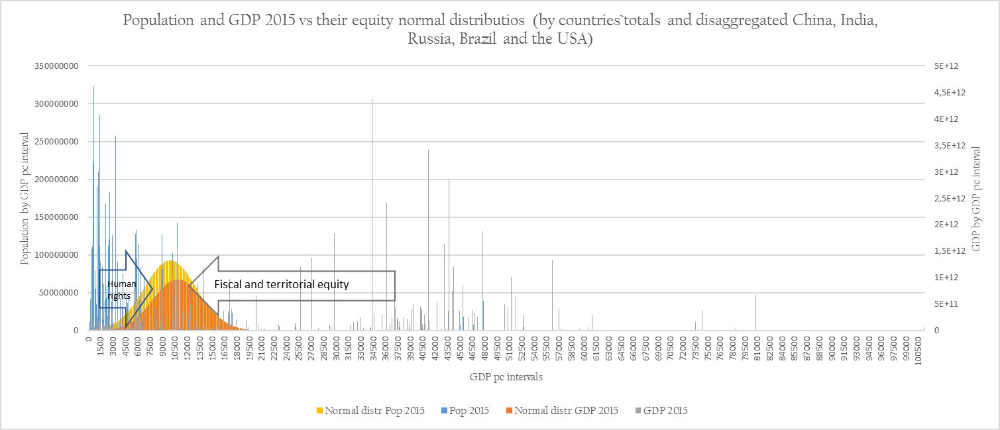 Population and GDP 2015 vs their equity normal distributios (by countries`totals and disaggregated China, India,
Russia, Brazil and the USA)
350000000
300000000
250000000
200000000
150000000
100000000
50000000
0
Population by GDP pc interval
5E+12
4,5E+12
4E+12
3,5E+12
3E+12
2,5E+12
2E+12
1,5E+12
1E+12
5E+11
0
GDP by GDP pc interval
Human
rights
Fiscal and territorial equity
0 1500 3000 4500 6000 7500 9000 10500 12000 13500 15000 16500 18000 19500 21000 22500 24000 25500 27000 28500 30000 31500 33000 34500 36000 37500 39000 40500 42000 43500 45000 46500 48000 49500 51000 52500 54000 55500 57000 58500 60000 61500 63000 64500 66000 67500 69000 70500 72000 73500 75000 76500 78000 79500 81000 82500 84000 85500 87000 88500 90000 91500 93000 94500 96000 97500 99000 100500
GDP pc intervals
Normal distr Pop 2015 Pop 2015 Normal distr GDP 2015 GDP 2015